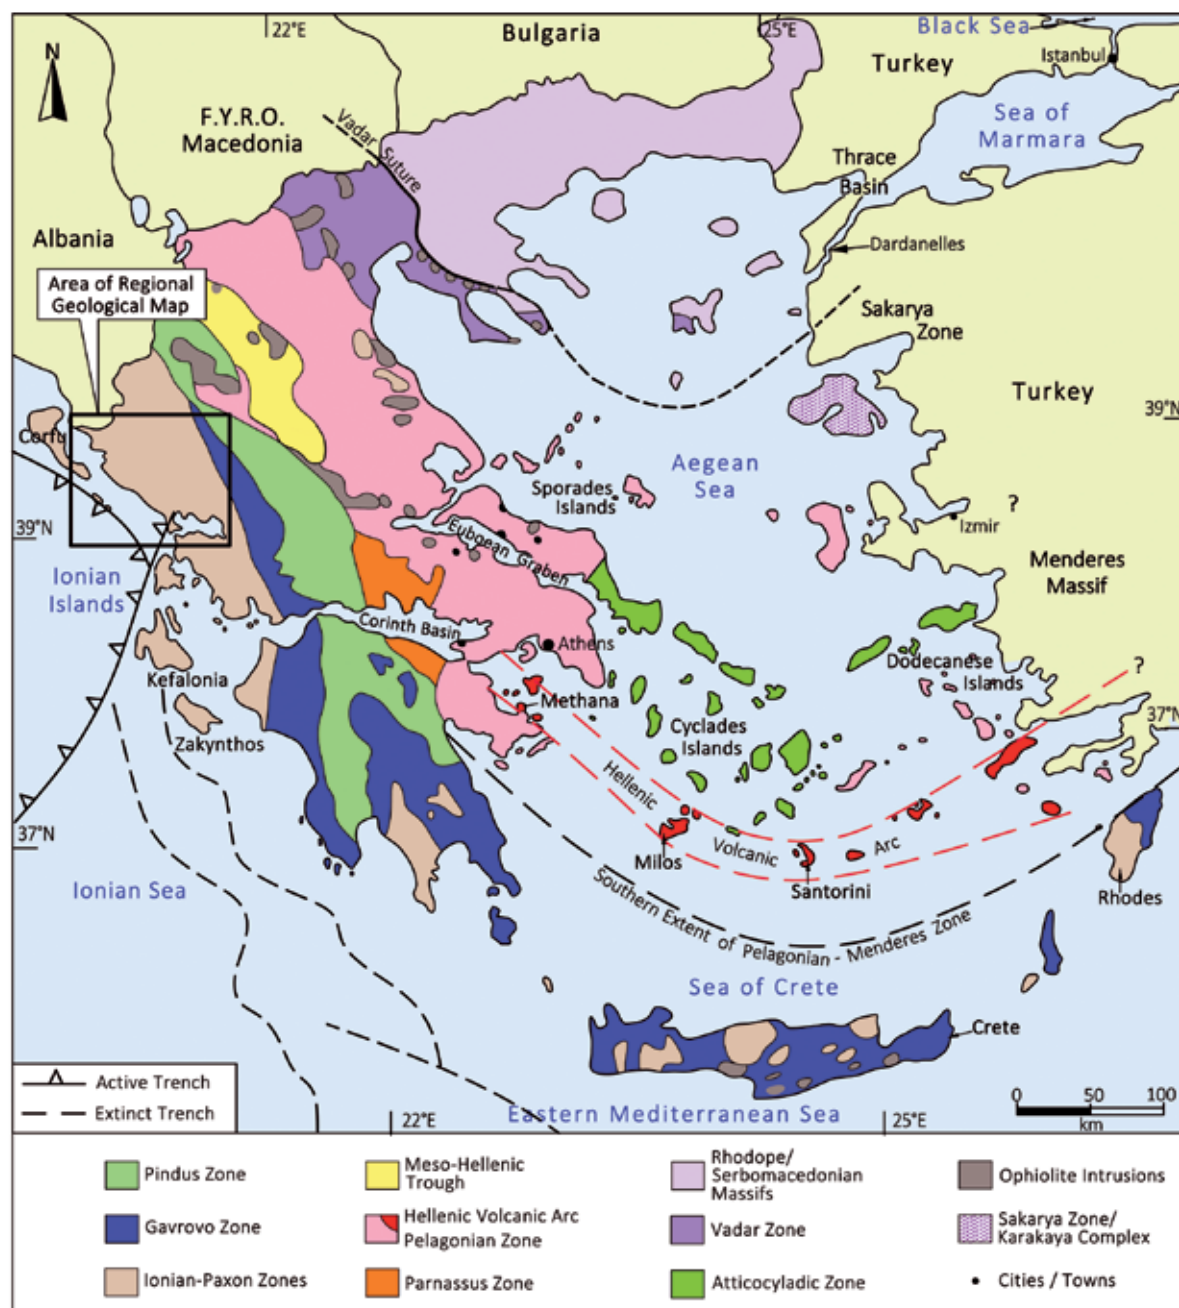 22°E
Bulgaria
25°E
Black Sea
Istanbul
Turkey
N
F.Y.R.O.
Macedonia
Vadar Suture
Sea of
Marmara
Thrace
Basin
Albania
Dardanelles
Area of Regional
Geological Map
Sakarya
Zone
Turkey
39°N
Corfu
Aegean
Sea
Sporades
Islands
?
Izmir
39°N
Euboean Graben
Menderes
Massif
Ionian
Islands
Corinth Basin
Athens
Dodecanese
Islands
?
Kefalonia
Methana
37°N
Zakynthos
Cyclades
Islands
Hellenic Volcanic Arc
37°N
Milos
Santorini
Rhodes
Ionian Sea
Southern Extent of Pelagonian - Menderes Zone
Sea of Crete
Crete
Active Trench
Extinct Trench
0 50 100
km
22°E
Eastern Mediterranean Sea
25°E
Pindus Zone
Meso-Hellenic
Trough
Rhodope/
Serbomacedonian
Massifs
Ophiolite Intrusions
Gavrovo Zone
Hellenic Volcanic Arc
Pelagonian Zone
Vadar Zone
Sakarya Zone/
Karakaya Complex
Ionian-Paxon Zones
Parnassus Zone
Atticocyladic Zone
Cities / Towns